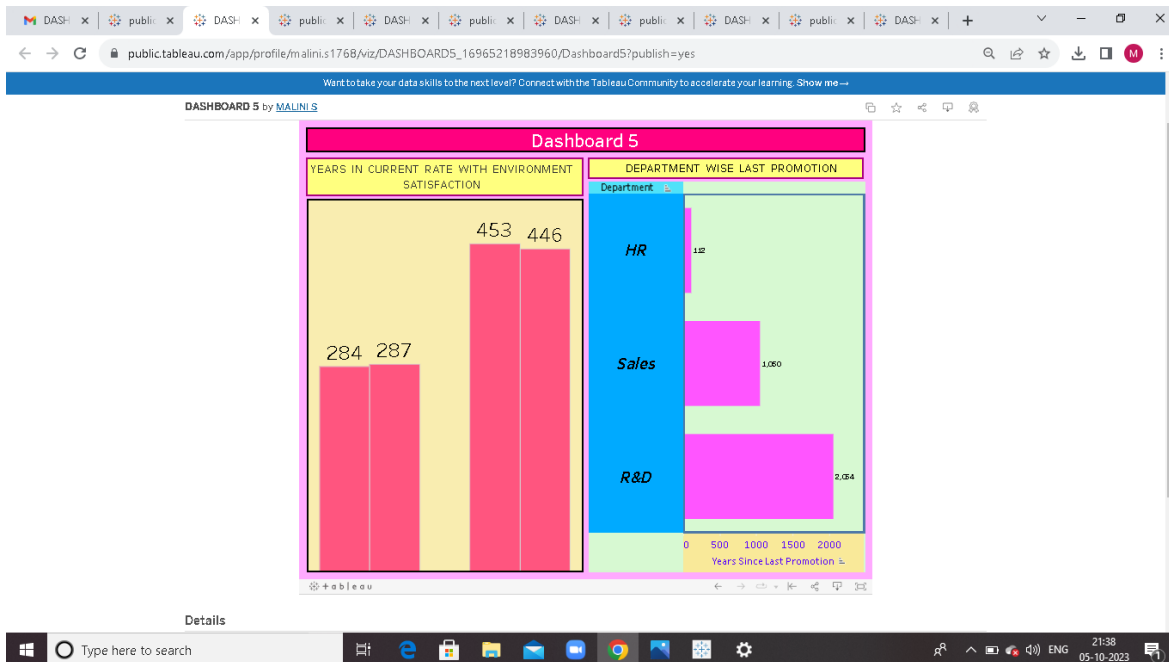 DASH
public
DASH
public
DASH
public
DASH
public
DASH
public
DASH
public.tableau.com/app/profile/malini.s1768/viz/DASHBOARD5_16965218983960/Dashboard5?publish=yes
M
Want to take your data skills to the next level? Connect with the Tableau Community to accelerate your learning. Show me→
DASHBOARD 5 by MALINI S
Dashboard 5
YEARS IN CURRENT RATE WITH ENVIRONMENT
SATISFACTION
284
287
453
446
DEPARTMENT WISE LAST PROMOTION
Department
HR
112
Sales
R&D
0 500 1000 1500 2000
Years Since Last Promotion
+ableau
Details
Type here to search
ENG
21:38
05-10-2023